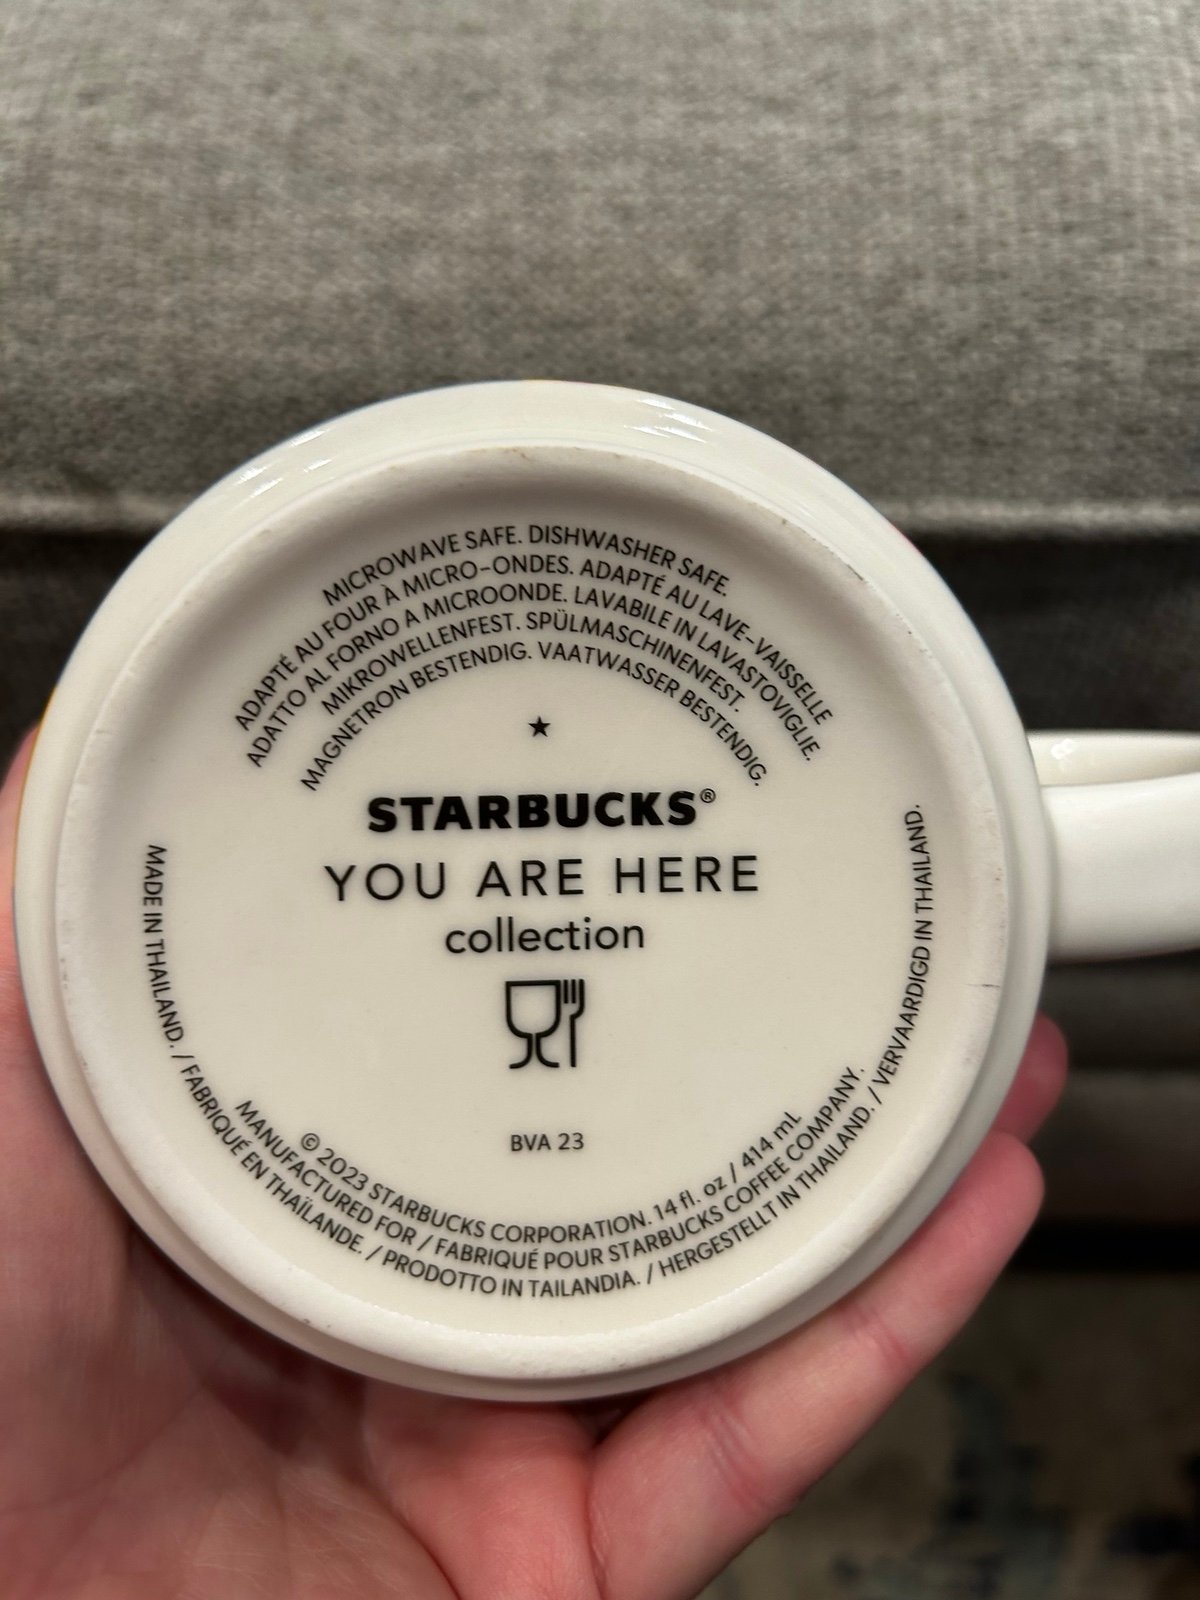 MICROWAVE SAFE. DISHWASHER SAFE.
ADAPTÉ AU FOUR À MICRO-ONDES. ADAPTÉ AU LAVE-VAISSELLE
ADATTO AL FORNO A MICROONDE. LAVABILE IN LAVASTOVIGLIE.
MIKROWELLENFEST. SPÜLMASCHINENFEST.
MAGNETRON BESTENDIG. VAATWASSER BESTENDIG.
STARBUCKS®
YOU ARE HERE
collection
BVA 23
© 2023 STARBUCKS CORPORATION. 14 fl. oz / 414 mL
MANUFACTURED FOR / FABRIQUÉ POUR STARBUCKS COFFEE COMPANY.
MADE IN THAILAND. / FABRIQUÉ EN THAÏLANDE. / PRODOTTO IN TAILANDIA. / HERGESTELLT IN THAILAND. / VERVAARDIGD IN THAILAND.